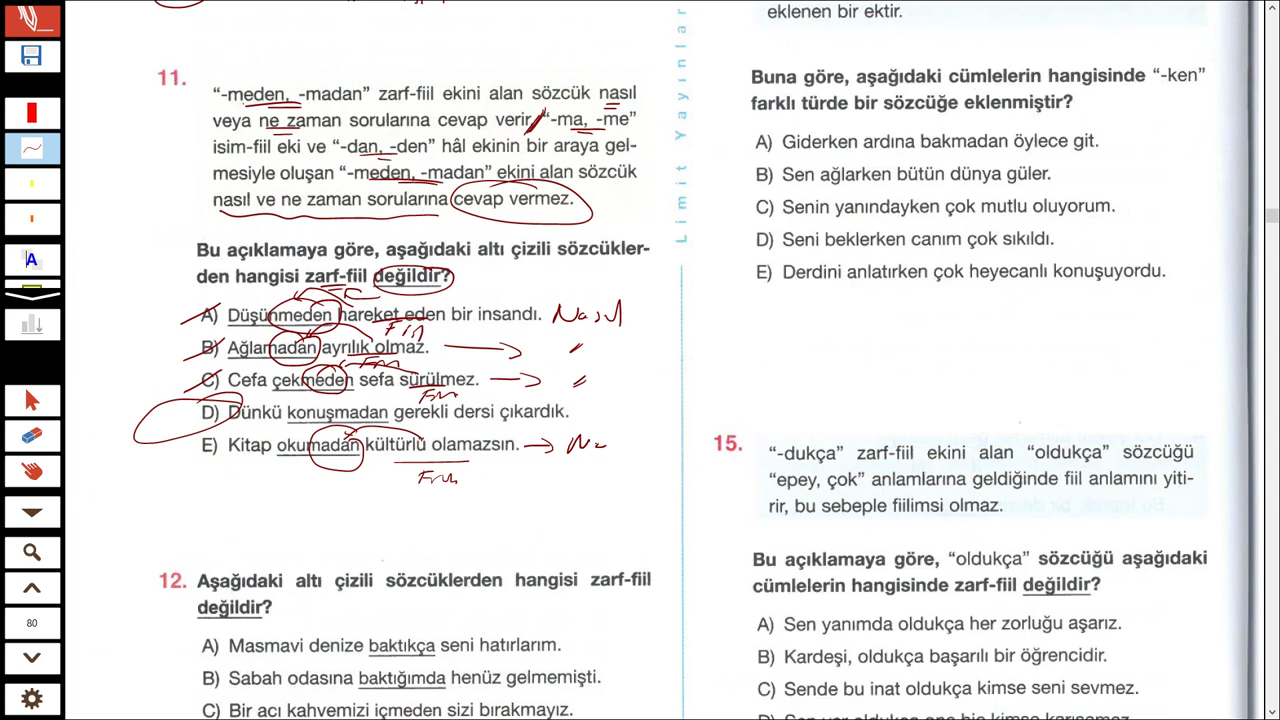 11.
"-meden, -madan" zarf-fiil ekini alan sözcük nasıl
veya ne zaman sorularına cevap verir, "-ma, -me"
isim-fiil eki ve "-dan, -den" hâl ekinin bir araya gel-
mesiyle oluşan "-meden, -madan" ekini alan sözcük
nasıl ve ne zaman sorularına cevap vermez.
Bu açıklamaya göre, aşağıdaki altı çizili sözcükler-
den hangisi zarf-fiil değildir?
A) Düşünmeden hareket eden bir insandı. Nasıl
Fiil
B) Ağlamadan ayrılık olmaz.
C) Cefa çekmeden sefa sürülmez.
D) Dünkü konuşmadan gerekli dersi çıkardık.
E) Kitap okumadan kültürlü olamazsın.
12. Aşağıdaki altı çizili sözcüklerden hangisi zarf-fiil
değildir?
A) Masmavi denize baktıkça seni hatırlarım.
B) Sabah odasına baktığımda henüz gelmemişti.
C) Bir acı kahvemizi içmeden sizi bırakmayız.
Limit Yayınlar
eklenen bir ektir.
Buna göre, aşağıdaki cümlelerin hangisinde "-ken"
farklı türde bir sözcüğe eklenmiştir?
A) Giderken ardına bakmadan öylece git.
B) Sen ağlarken bütün dünya güler.
C) Senin yanındayken çok mutlu oluyorum.
D) Seni beklerken canım çok sıkıldı.
E) Derdini anlatırken çok heyecanlı konuşuyordu.
15.
"-dukça" zarf-fiil ekini alan "oldukça" sözcüğü
"epey, çok" anlamlarına geldiğinde fiil anlamını yiti-
rir, bu sebeple fiilimsi olmaz.
Bu açıklamaya göre, "oldukça" sözcüğü aşağıdaki
cümlelerin hangisinde zarf-fiil değildir?
A) Sen yanımda oldukça her zorluğu aşarız.
B) Kardeşi, oldukça başarılı bir öğrencidir.
C) Sende bu inat oldukça kimse seni sevmez.
A
80